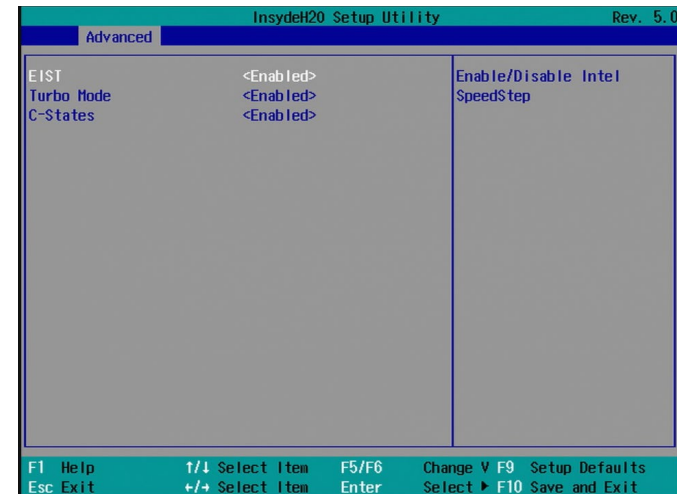 InsydeH20 Setup Utility Rev. 5.0
Advanced
EIST <Enabled> Enable/Disable Intel
Turbo Mode <Enabled> SpeedStep
C-States <Enabled>
F1 Help ↑/↓ Select Item F5/F6 Change V F9 Setup Defaults
Esc Exit ←/→ Select Item Enter Select ▶ F10 Save and Exit